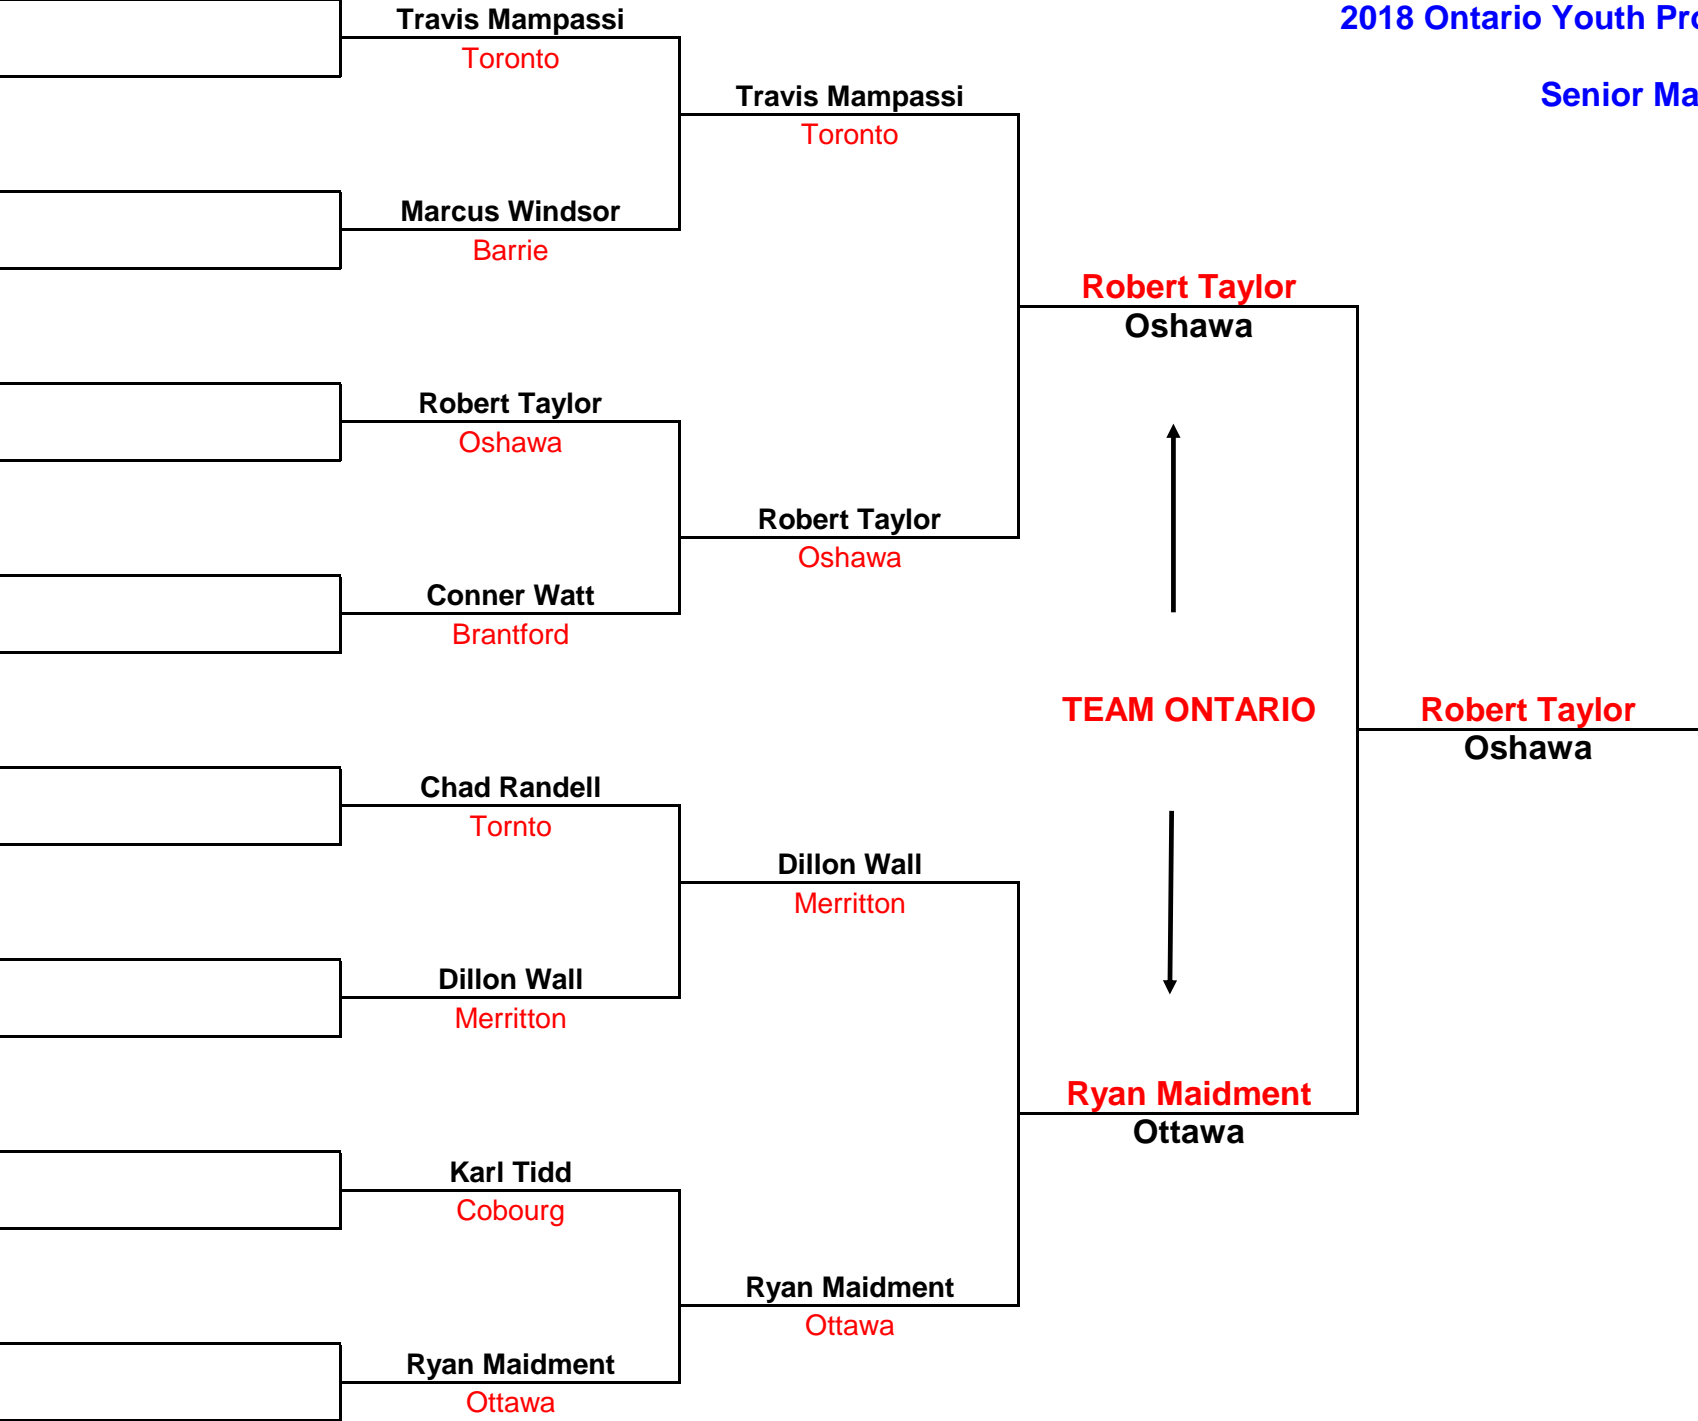 Travis Mampassi
Toronto
2018 Ontario Youth
Travis Mampassi
Toronto
Senior
Marcus Windsor
Barrie
Robert Taylor
Oshawa
Robert Taylor
Oshawa
Robert Taylor
Oshawa
Conner Watt
Brantford
TEAM ONTARIO
Robert Taylor
Oshawa
Chad Randell
Tornto
Dillon Wall
Merritton
Dillon Wall
Merritton
Ryan Maidment
Ottawa
Karl Tidd
Cobourg
Ryan Maidment
Ottawa
Ryan Maidment
Ottawa